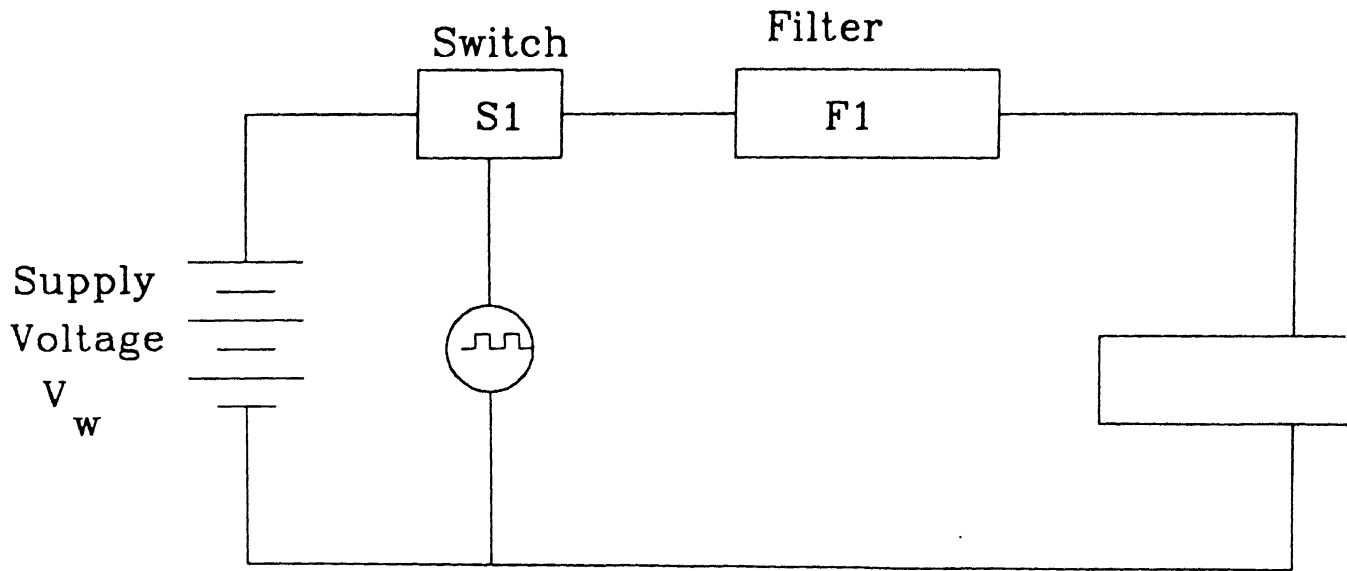 Switch
Filter
S1
F1
Supply
Voltage
V
w